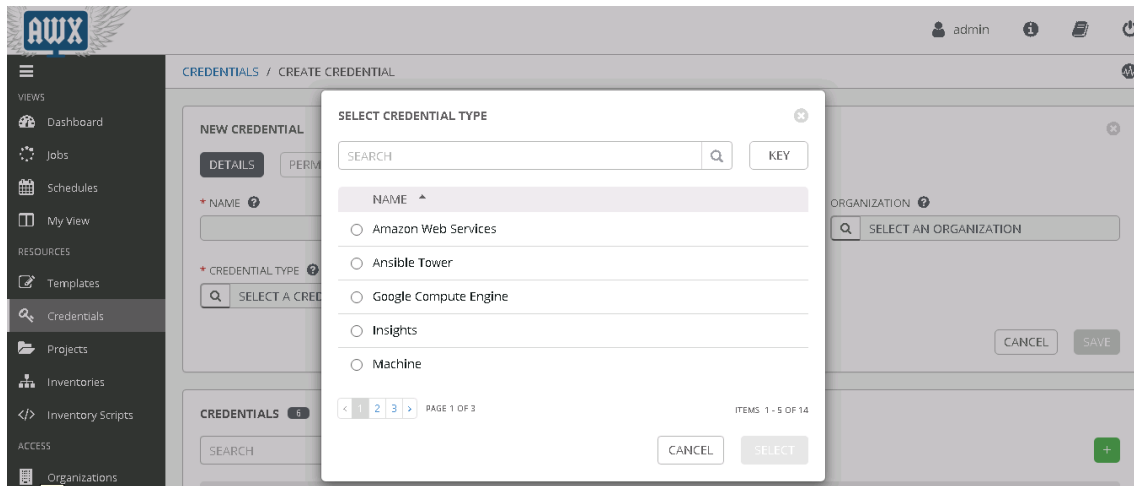 AWX
admin
VIEWS
Dashboard
Jobs
Schedules
My View
RESOURCES
Templates
Credentials
Projects
Inventories
Inventory Scripts
ACCESS
Organizations
CREDENTIALS / CREATE CREDENTIAL
NEW CREDENTIAL
DETAILS PERM
* NAME
ORGANIZATION
SELECT AN ORGANIZATION
* CREDENTIAL TYPE
SELECT A CRED
CANCEL SAVE
CREDENTIALS 6
SEARCH
+
SELECT CREDENTIAL TYPE
SEARCH KEY
NAME
Amazon Web Services
Ansible Tower
Google Compute Engine
Insights
Machine
< 1 2 3 > PAGE 1 OF 3 ITEMS 1 - 5 OF 14
CANCEL SELECT